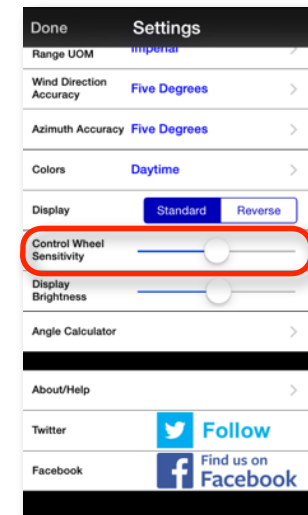 Done Settings
Range UOM Imperial
Wind Direction
Accuracy Five Degrees
Azimuth Accuracy Five Degrees
Colors Daytime
Display Standard Reverse
Control Wheel
Sensitivity
Display
Brightness
Angle Calculator
About/Help
Twitter Follow
Facebook Find us on
Facebook